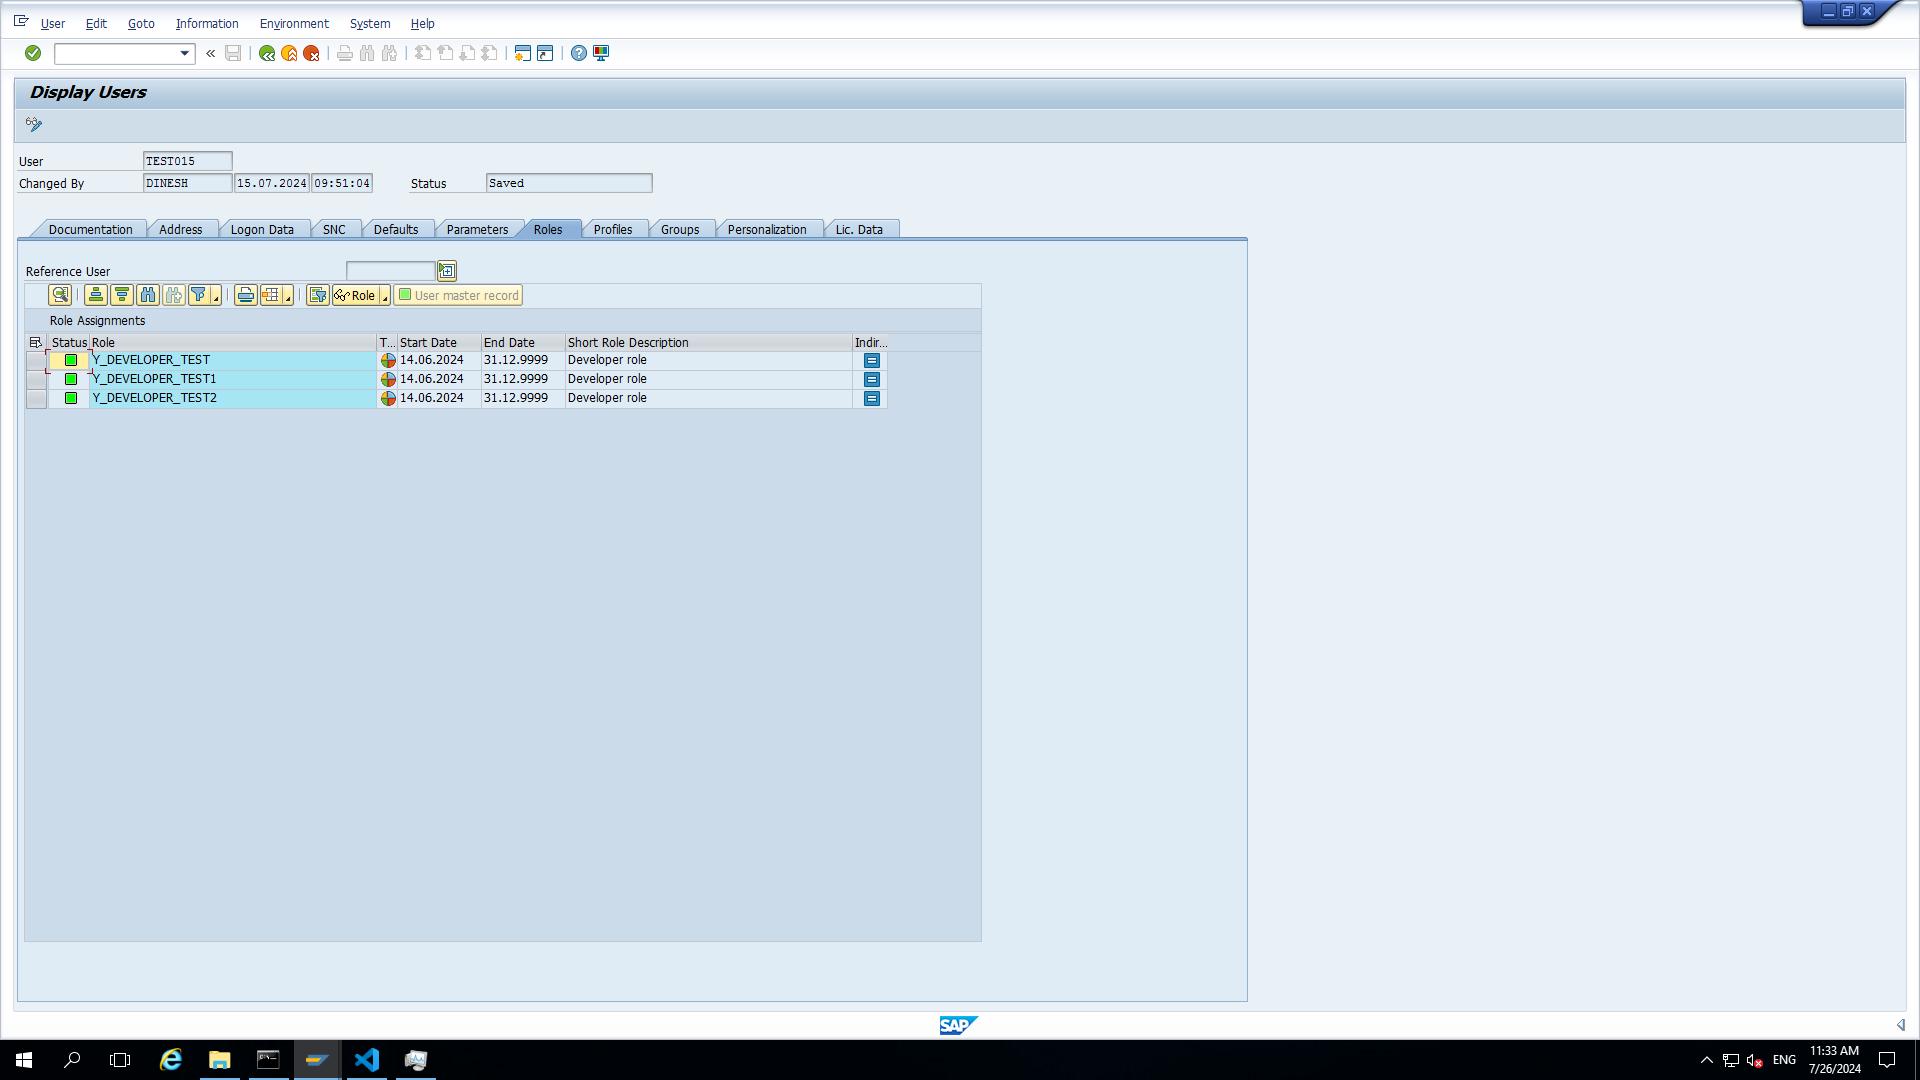 User Edit Goto Information Environment System Help
Display Users
User TEST015
Changed By DINESH 15.07.2024 09:51:04 Status Saved
Documentation Address Logon Data SNC Defaults Parameters Roles Profiles Groups Personalization Lic. Data
Reference User
Role User master record
Role Assignments
Status Role T... Start Date End Date Short Role Description Indir...
Y_DEVELOPER_TEST 14.06.2024 31.12.9999 Developer role
Y_DEVELOPER_TEST1 14.06.2024 31.12.9999 Developer role
Y_DEVELOPER_TEST2 14.06.2024 31.12.9999 Developer role
SAP
ENG 11:33 AM
7/26/2024